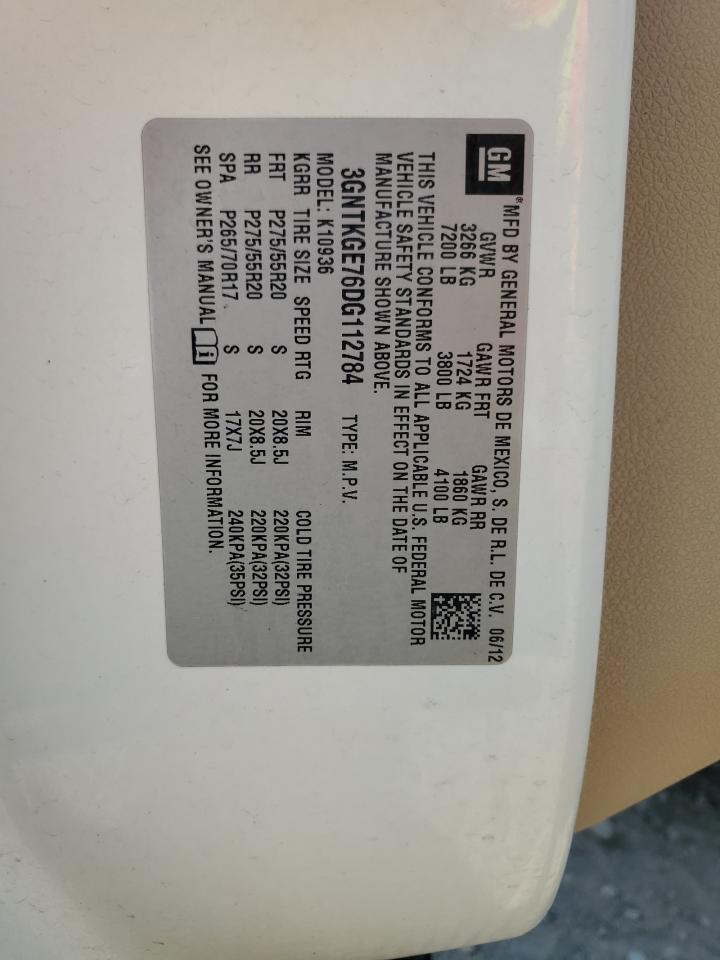 GM
® MFD BY GENERAL MOTORS DE MEXICO, S. DE R.L. DE C.V. 06/12
GVWR GAWR FRT GAWR RR
3266 KG 1724 KG 1860 KG
7200 LB 3800 LB 4100 LB
THIS VEHICLE CONFORMS TO ALL APPLICABLE U.S. FEDERAL MOTOR
VEHICLE SAFETY STANDARDS IN EFFECT ON THE DATE OF
MANUFACTURE SHOWN ABOVE.
3GNTKGE76DG112784 TYPE: M.P.V.
MODEL: K10936
KGRR TIRE SIZE SPEED RTG RIM COLD TIRE PRESSURE
FRT P275/55R20 S 20X8.5J 220KPA(32PSI)
RR P275/55R20 S 20X8.5J 220KPA(32PSI)
SPA P265/70R17 S 17X7J 240KPA(35PSI)
SEE OWNER'S MANUAL i FOR MORE INFORMATION.